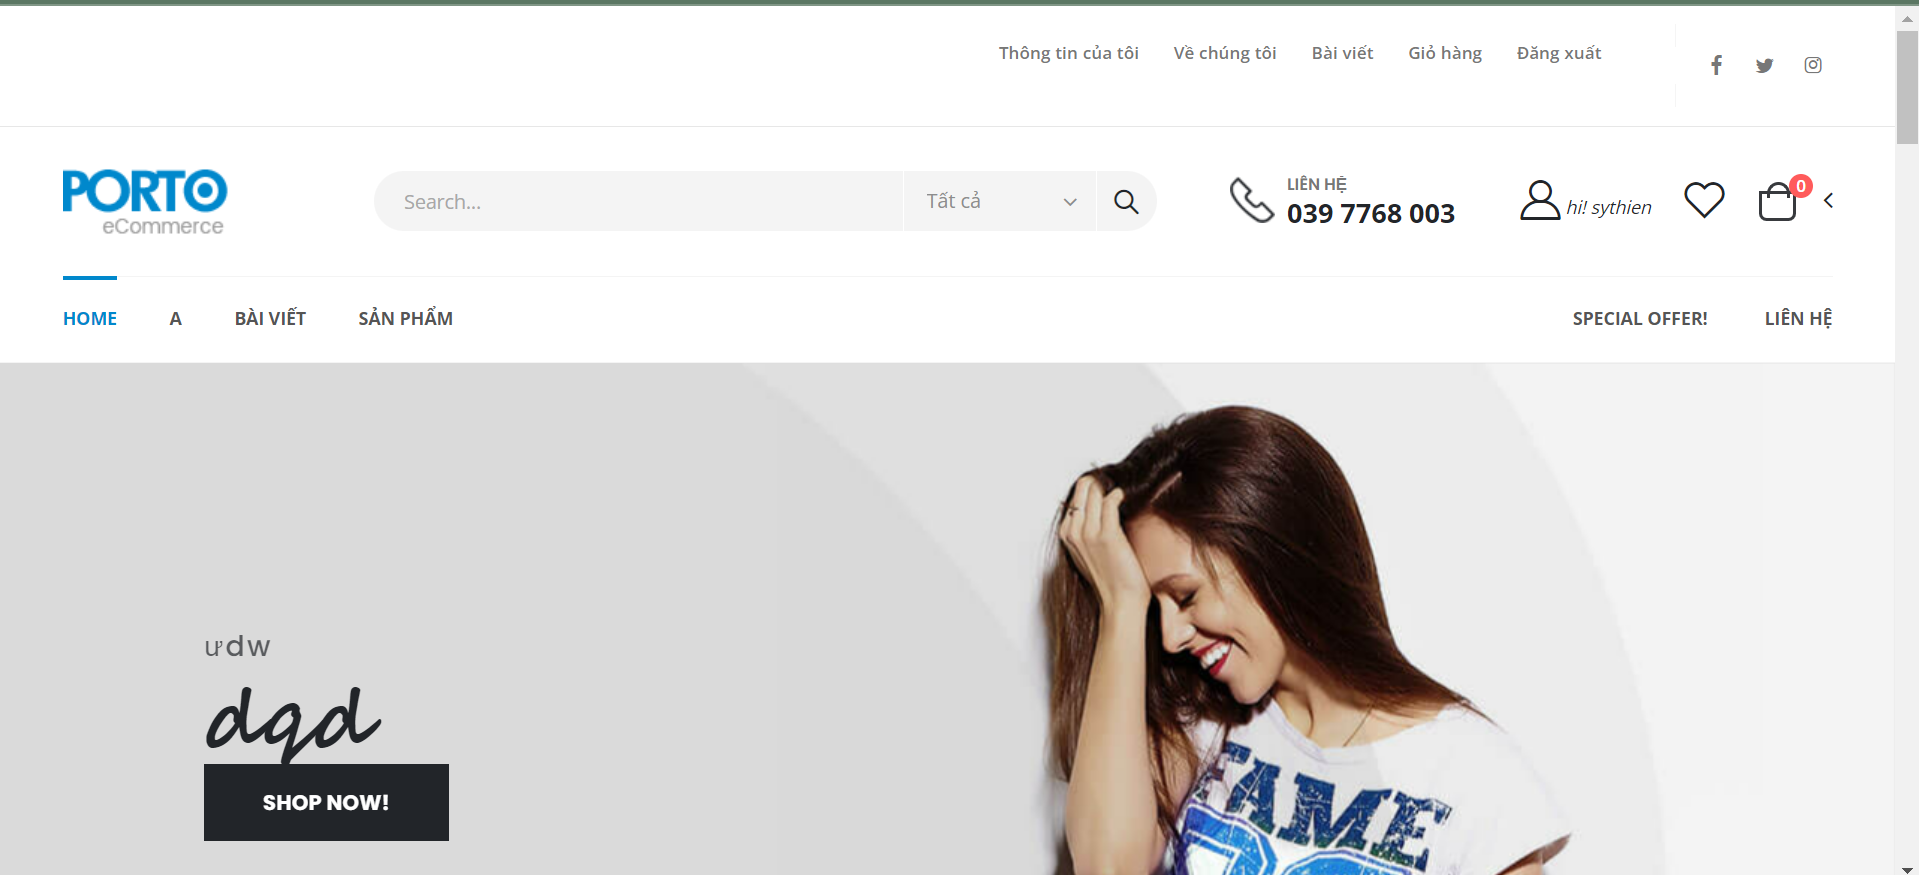 Thông tin của tôi Về chúng tôi Bài viết Giỏ hàng Đăng xuất
PORTO
eCommerce
Search...
Tất cả
LIÊN HỆ
039 7768 003
hi! sythien
0
HOME A BÀI VIẾT SẢN PHẨM SPECIAL OFFER! LIÊN HỆ
ưdw
dqd
SHOP NOW!
FAME